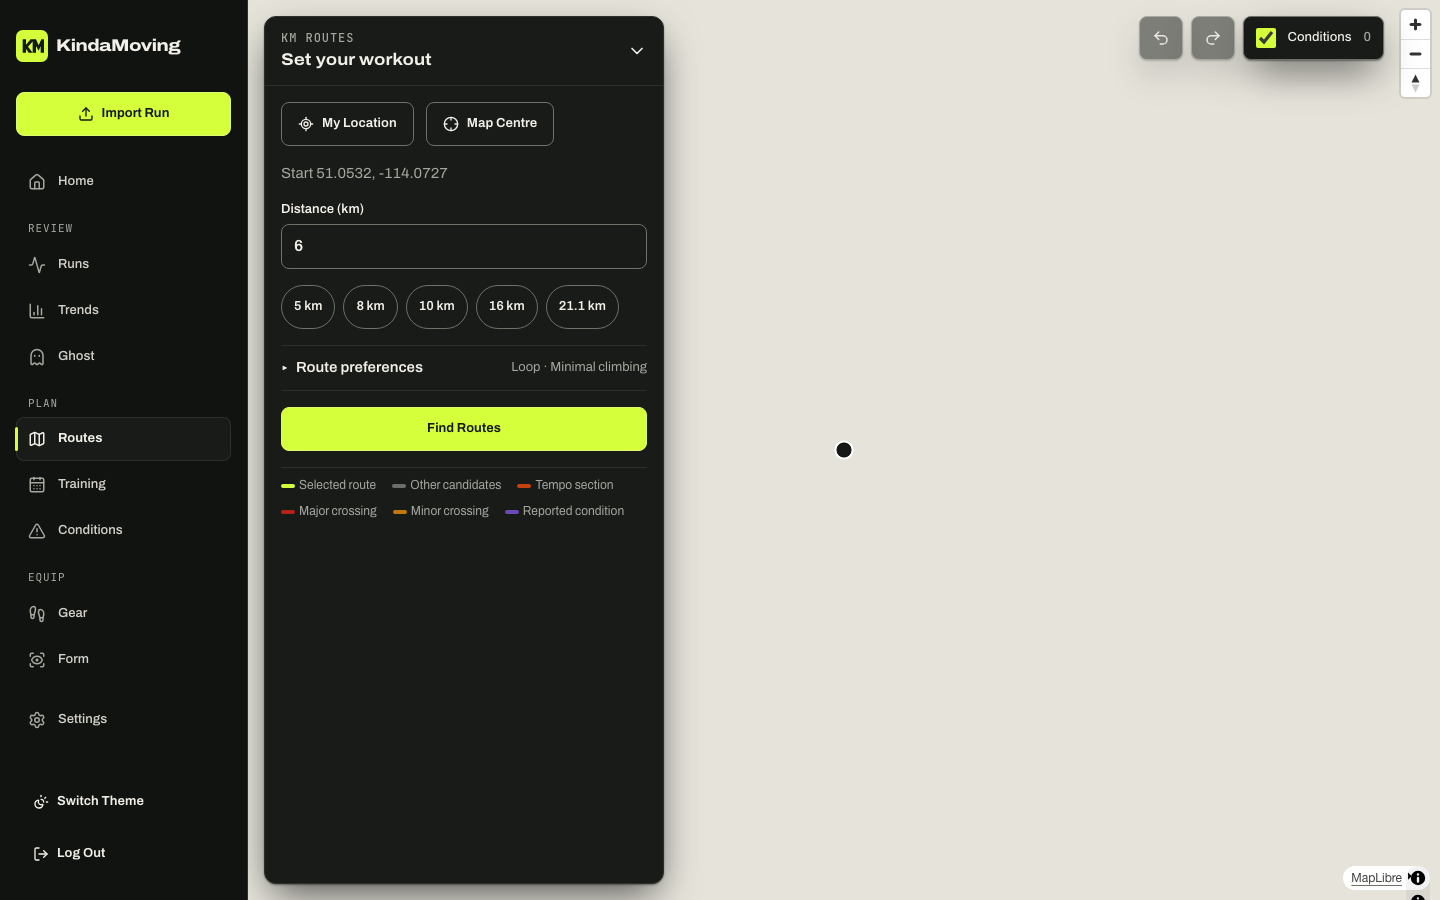 KM KindaMoving
Import Run
Home
REVIEW
Runs
Trends
Ghost
PLAN
Routes
Training
Conditions
EQUIP
Gear
Form
Settings
Switch Theme
Log Out
KM ROUTES
Set your workout
My Location
Map Centre
Start 51.0532, -114.0727
Distance (km)
6
5 km 8 km 10 km 16 km 21.1 km
Route preferences Loop · Minimal climbing
Find Routes
Selected route Other candidates Tempo section
Major crossing Minor crossing Reported condition
Conditions 0
MapLibre